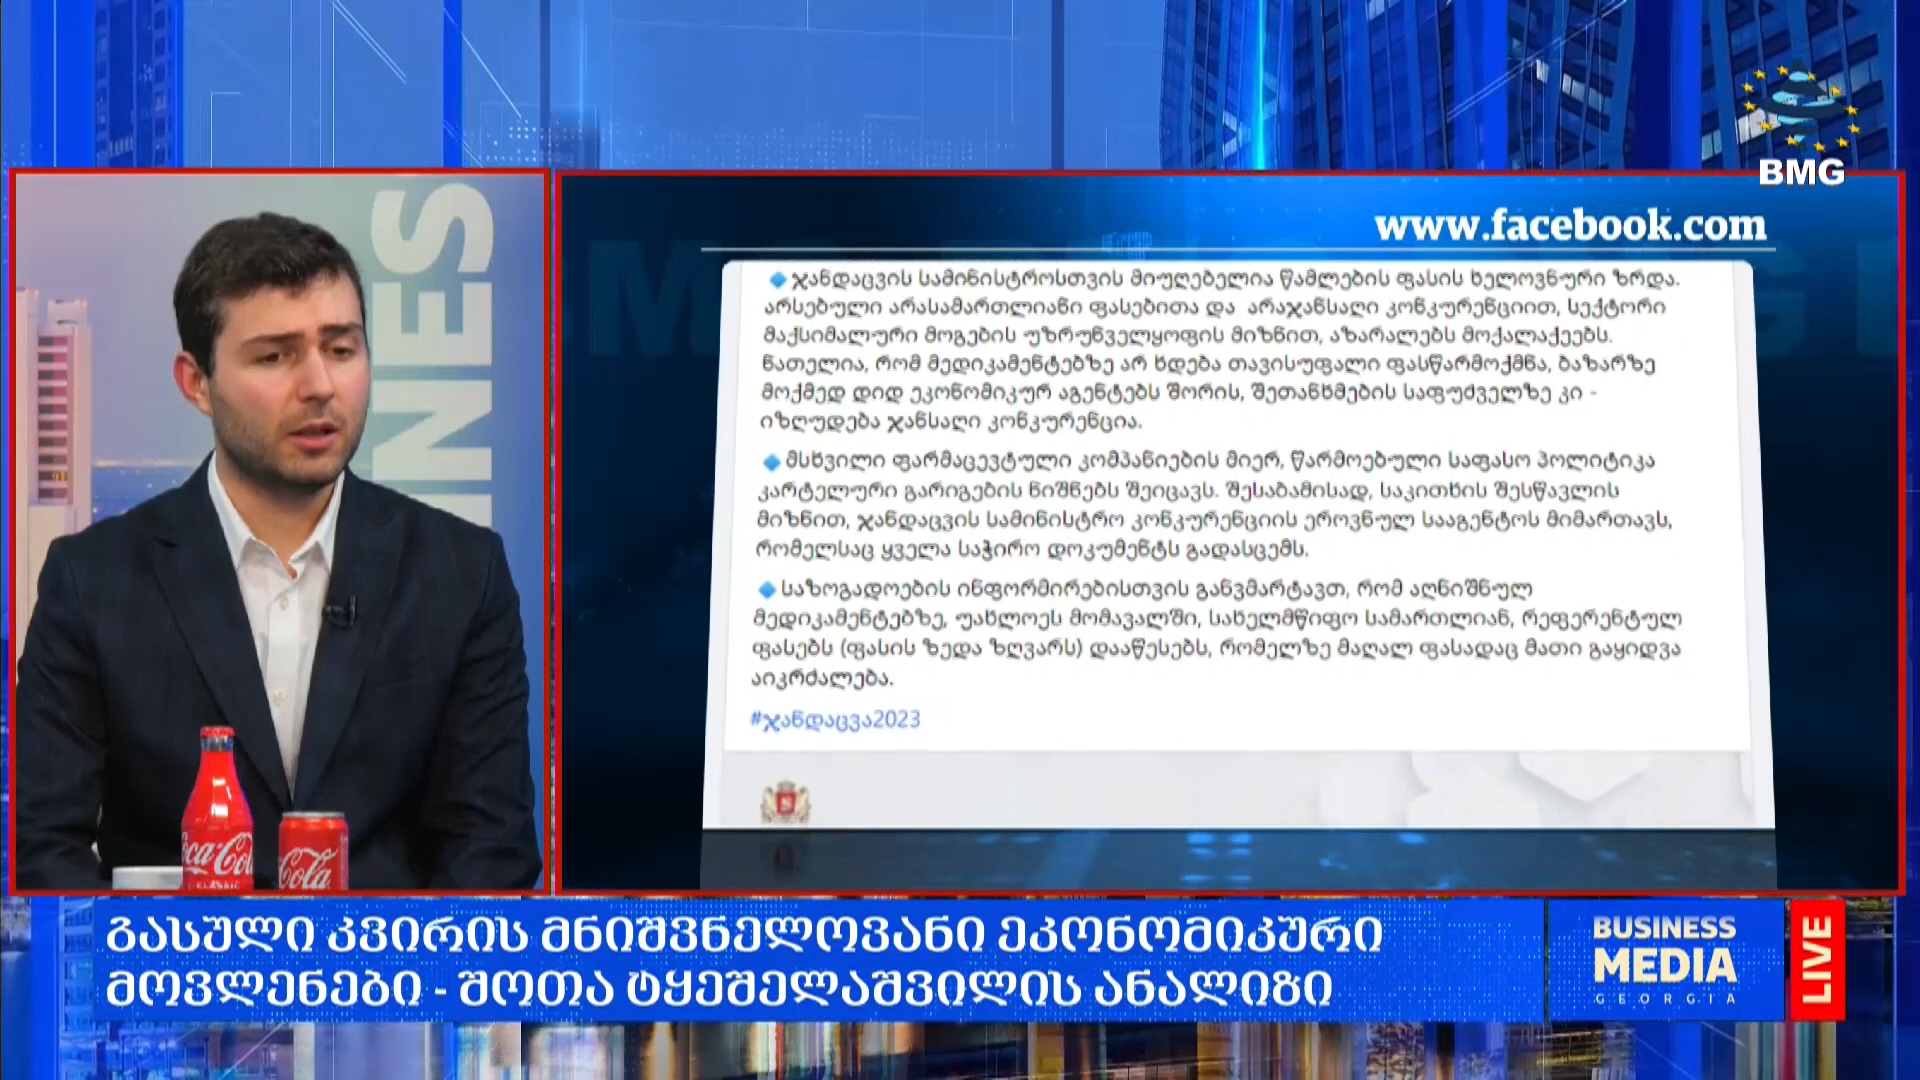 BMG
INES
www.facebook.com
ჯანდაცვის სამინისტროსთვის მიუღებელია წამლების ფასის ხელოვნური ზრდა.
არსებული არასამართლიანი ფასებითა და არაჯანსაღი კონკურენციით, სექტორი
მაქსიმალური მოგების უზრუნველყოფის მიზნით, აზარალებს მოქალაქეებს.
ნათელია, რომ მედიკამენტებზე არ ხდება თავისუფალი ფასწარმოქმნა, ბაზარზე
მოქმედ დიდ ეკონომიკურ აგენტებს შორის, შეთანხმების საფუძველზე კი -
იზღუდება ჯანსაღი კონკურენცია.
მსხვილი ფარმაცევტული კომპანიების მიერ, წარმოებული საფასო პოლიტიკა
კარტელური გარიგების ნიშნებს შეიცავს. შესაბამისად, საკითხის შესწავლის
მიზნით, ჯანდაცვის სამინისტრო კონკურენციის ეროვნულ სააგენტოს მიმართავს,
რომელსაც ყველა საჭირო დოკუმენტს გადასცემს.
საზოგადოების ინფორმირებისთვის განვმარტავთ, რომ აღნიშნულ
მედიკამენტებზე, უახლოეს მომავალში, სახელმწიფო სამართლიან, რეფერენტულ
ფასებს (ფასის ზედა ზღვარს) დააწესებს, რომელზე მაღალ ფასადაც მათი გაყიდვა
აიკრძალება.
#ჯანდაცვა2023
Coca-Cola
CLASSIC
Cola
გასული კვირის მნიშვნელოვანი ეკონომიკური
მოვლენები - შოთა ტყეშელაშვილის ანალიზი
BUSINESS
MEDIA
GEORGIA
LIVE